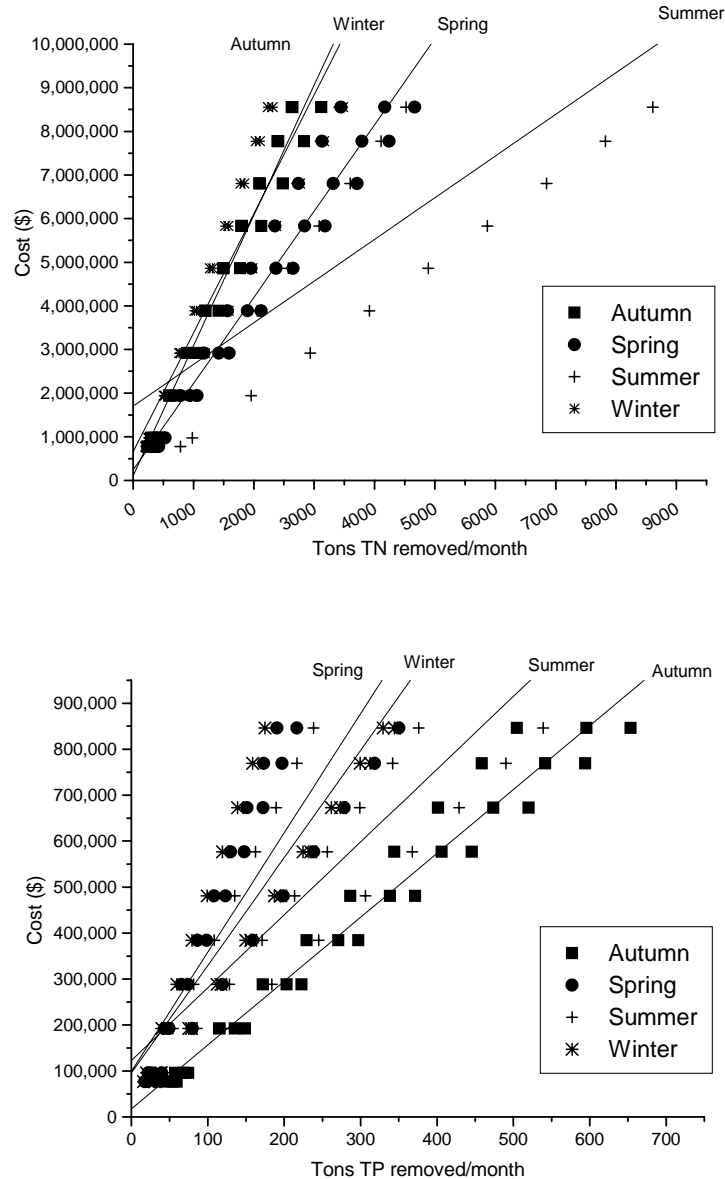 Summer
Winter
Spring
Autumn
10,000,000
9,000,000
8,000,000
7,000,000
6,000,000
5,000,000
4,000,000
3,000,000
2,000,000
1,000,000
0
Cost ($)
Autumn
Spring
Summer
Winter
0 1000 2000 3000 4000 5000 6000 7000 8000 9000
Tons TN removed/month
Spring
Winter
Summer
Autumn
900,000
800,000
700,000
600,000
500,000
400,000
300,000
200,000
100,000
0
Cost ($)
Autumn
Spring
Summer
Winter
0 100 200 300 400 500 600 700
Tons TP removed/month